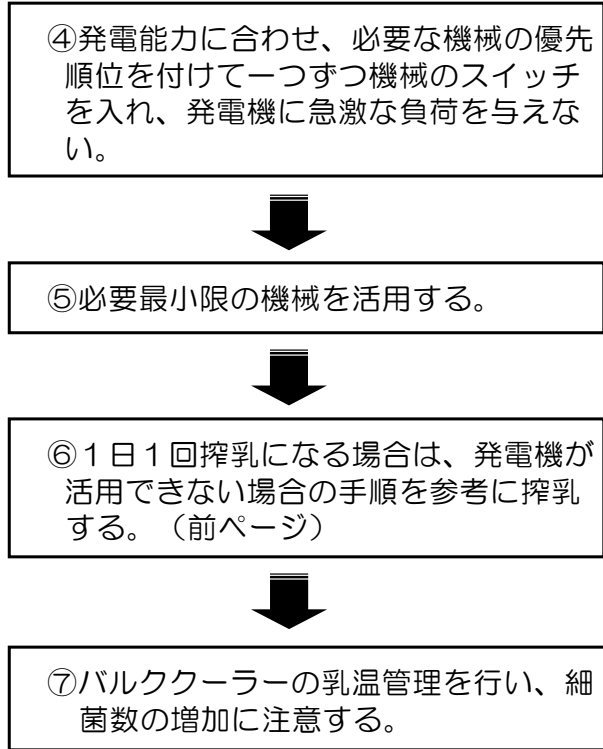 ④発電能力に合わせ、必要な機械の優先
順位を付けて一つずつ機械のスイッチ
を入れ、発電機に急激な負荷を与えな
い。
⑤必要最小限の機械を活用する。
⑥１日１回搾乳になる場合は、発電機が
活用できない場合の手順を参考に搾乳
する。（前ページ）
⑦バルククーラーの乳温管理を行い、細
菌数の増加に注意する。